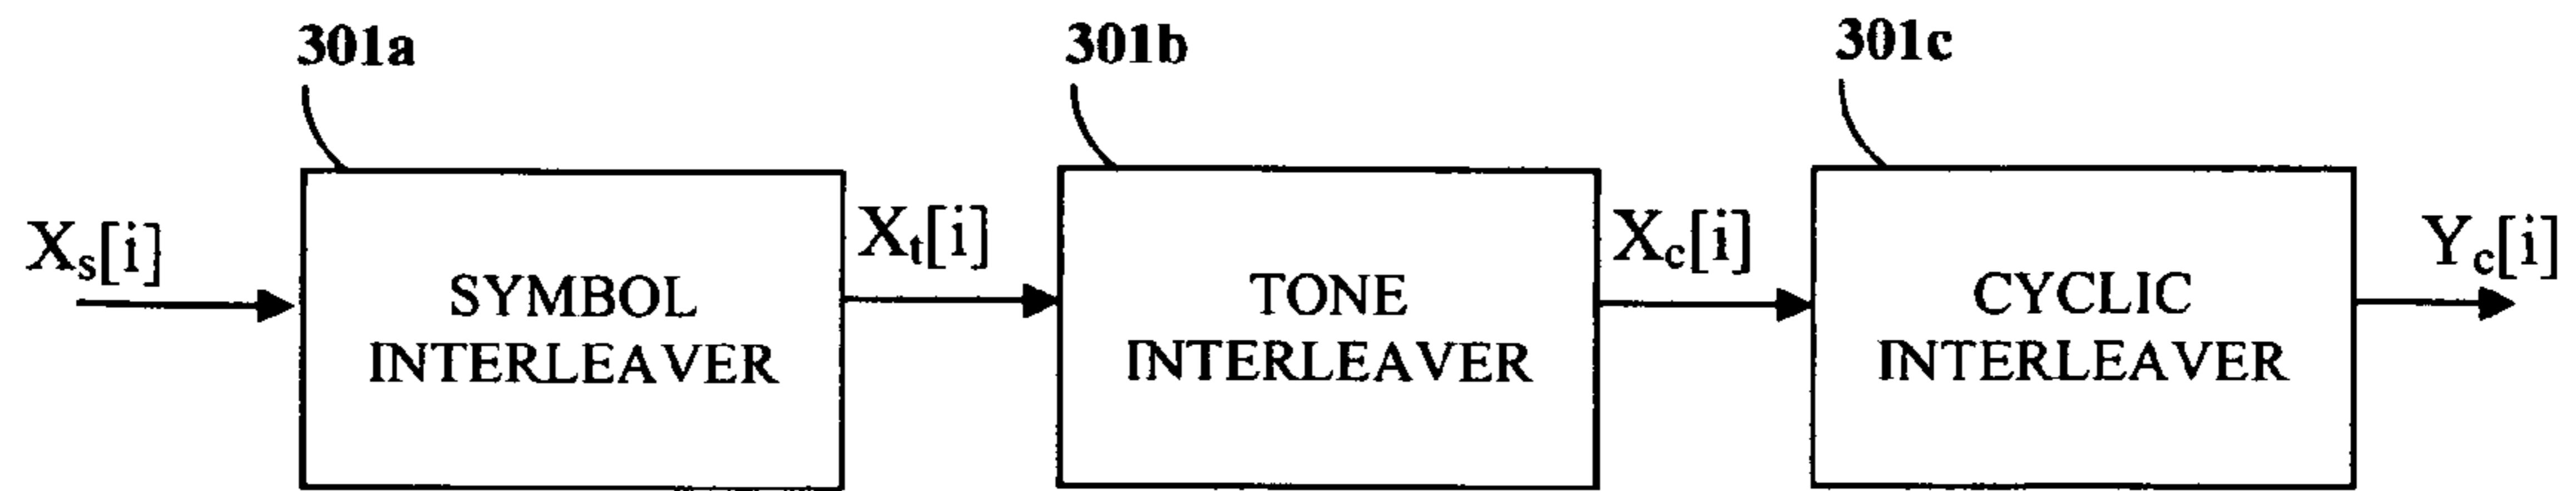 301a 301b 301c
Xs[i] Xt[i] Xc[i] Yc[i]
SYMBOL TONE CYCLIC
INTERLEAVER INTERLEAVER INTERLEAVER